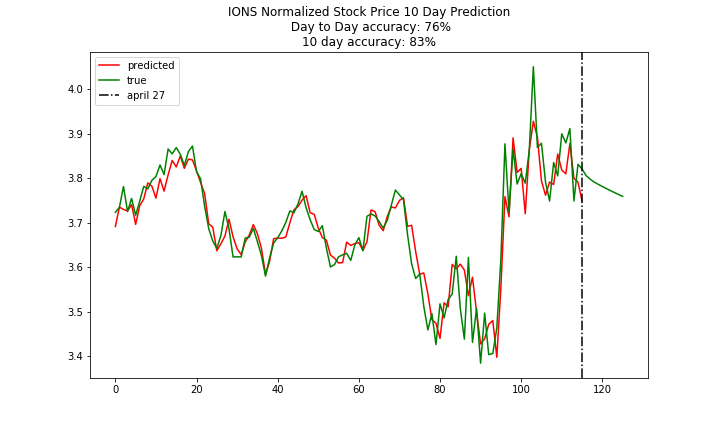 IONS Normalized Stock Price 10 Day Prediction
Day to Day accuracy: 76%
10 day accuracy: 83%
predicted
true
april 27
4.0
3.9
3.8
3.7
3.6
3.5
3.4
0 20 40 60 80 100 120